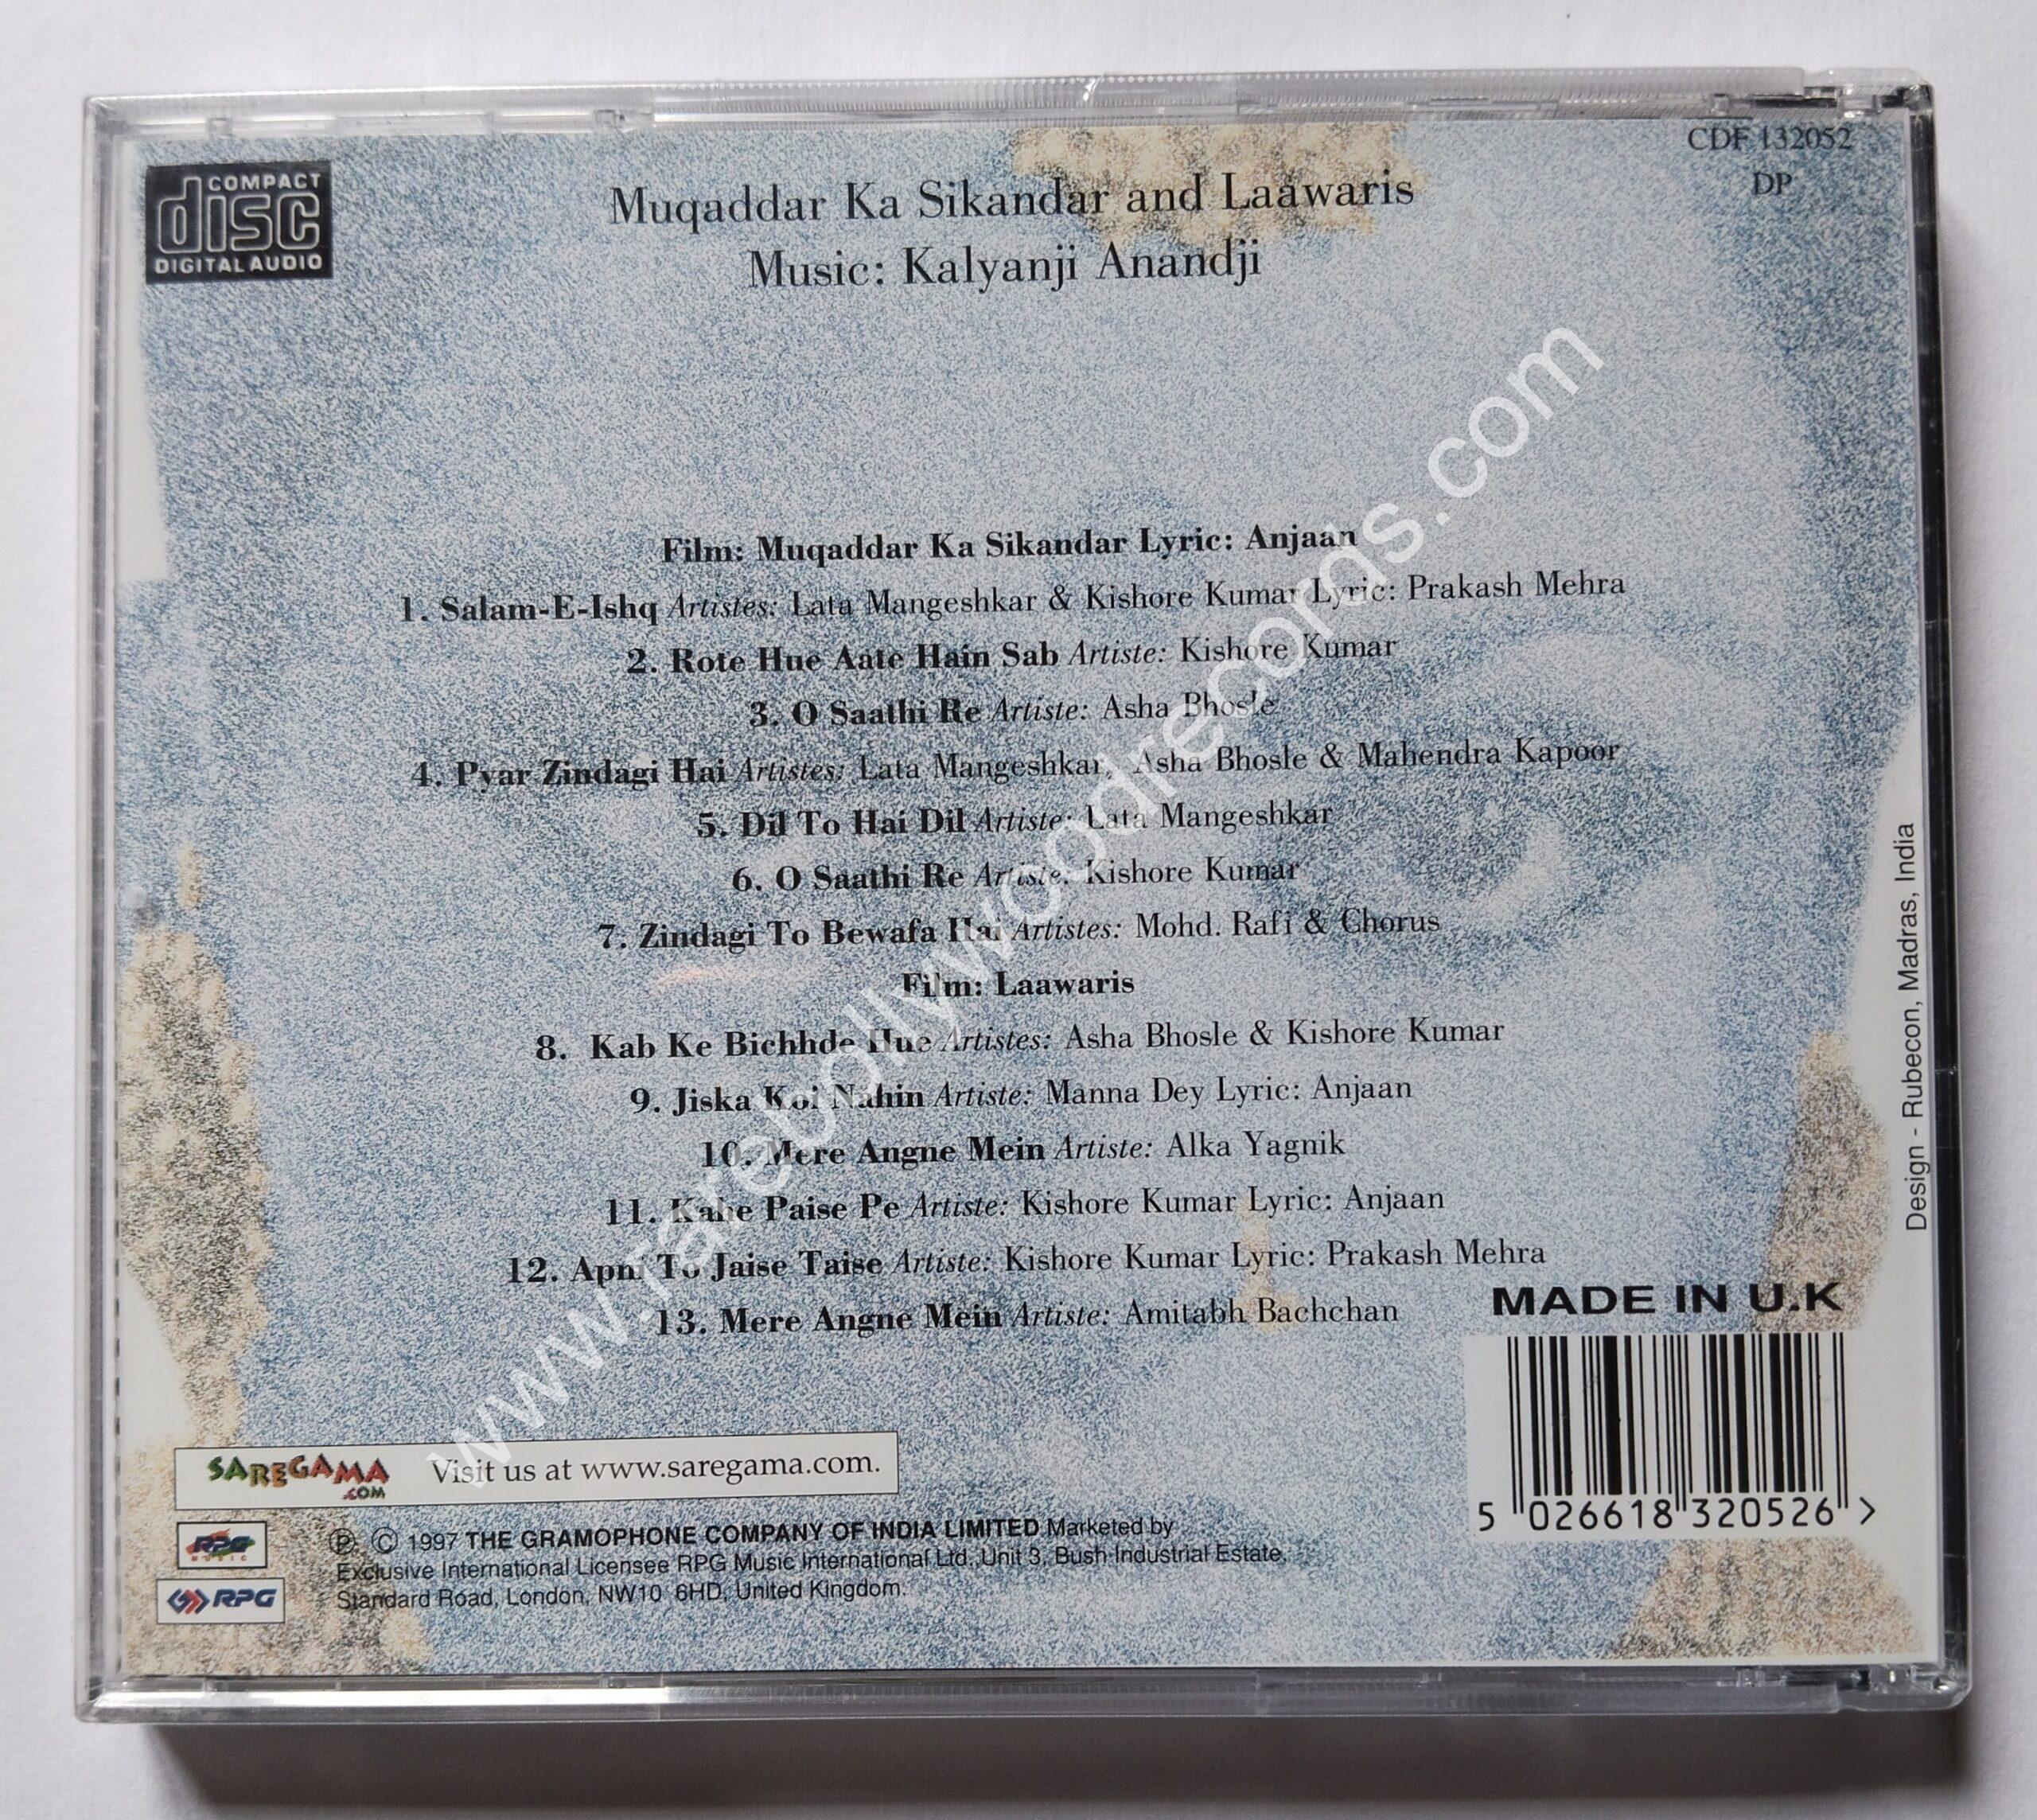 COMPACT
disc
DIGITAL AUDIO
CDF 132052
DP
Muqaddar Ka Sikandar and Laawaris
Music: Kalyanji Anandji
Film: Muqaddar Ka Sikandar Lyric: Anjaan
1. Salam-E-Ishq Artistes: Lata Mangeshkar & Kishore Kumar Lyric: Prakash Mehra
2. Rote Hue Aate Hain Sab Artiste: Kishore Kumar
3. O Saathi Re Artiste: Asha Bhosle
4. Pyar Zindagi Hai Artistes: Lata Mangeshkar, Asha Bhosle & Mahendra Kapoor
5. Dil To Hai Dil Artiste: Lata Mangeshkar
6. O Saathi Re Artiste: Kishore Kumar
7. Zindagi To Bewafa Hai Artistes: Mohd. Rafi & Chorus
Film: Laawaris
8. Kab Ke Bichhde Hue Artistes: Asha Bhosle & Kishore Kumar
9. Jiska Koi Nahin Artiste: Manna Dey Lyric: Anjaan
10. Mere Angne Mein Artiste: Alka Yagnik
11. Kahe Paise Pe Artiste: Kishore Kumar Lyric: Anjaan
12. Apni To Jaise Taise Artiste: Kishore Kumar Lyric: Prakash Mehra
13. Mere Angne Mein Artiste: Amitabh Bachchan
MADE IN U.K
5 026618 320526 >
Design - Rubecon, Madras, India
SAREGAMA
.COM
Visit us at www.saregama.com.
RPG
MUSIC
RPG
℗ © 1997 THE GRAMOPHONE COMPANY OF INDIA LIMITED Marketed by
Exclusive International Licensee RPG Music International Ltd., Unit 3, Bush Industrial Estate,
Standard Road, London, NW10 6HD, United Kingdom.
www.rarebollywoodrecords.com